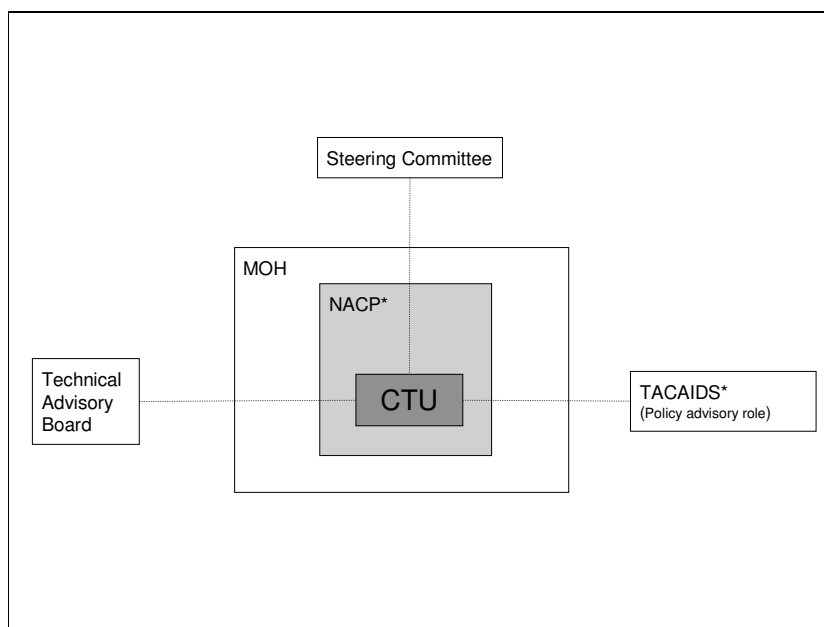 Steering Committee
MOH
NACP*
Technical
Advisory
Board
CTU
TACAIDS*
(Policy advisory role)